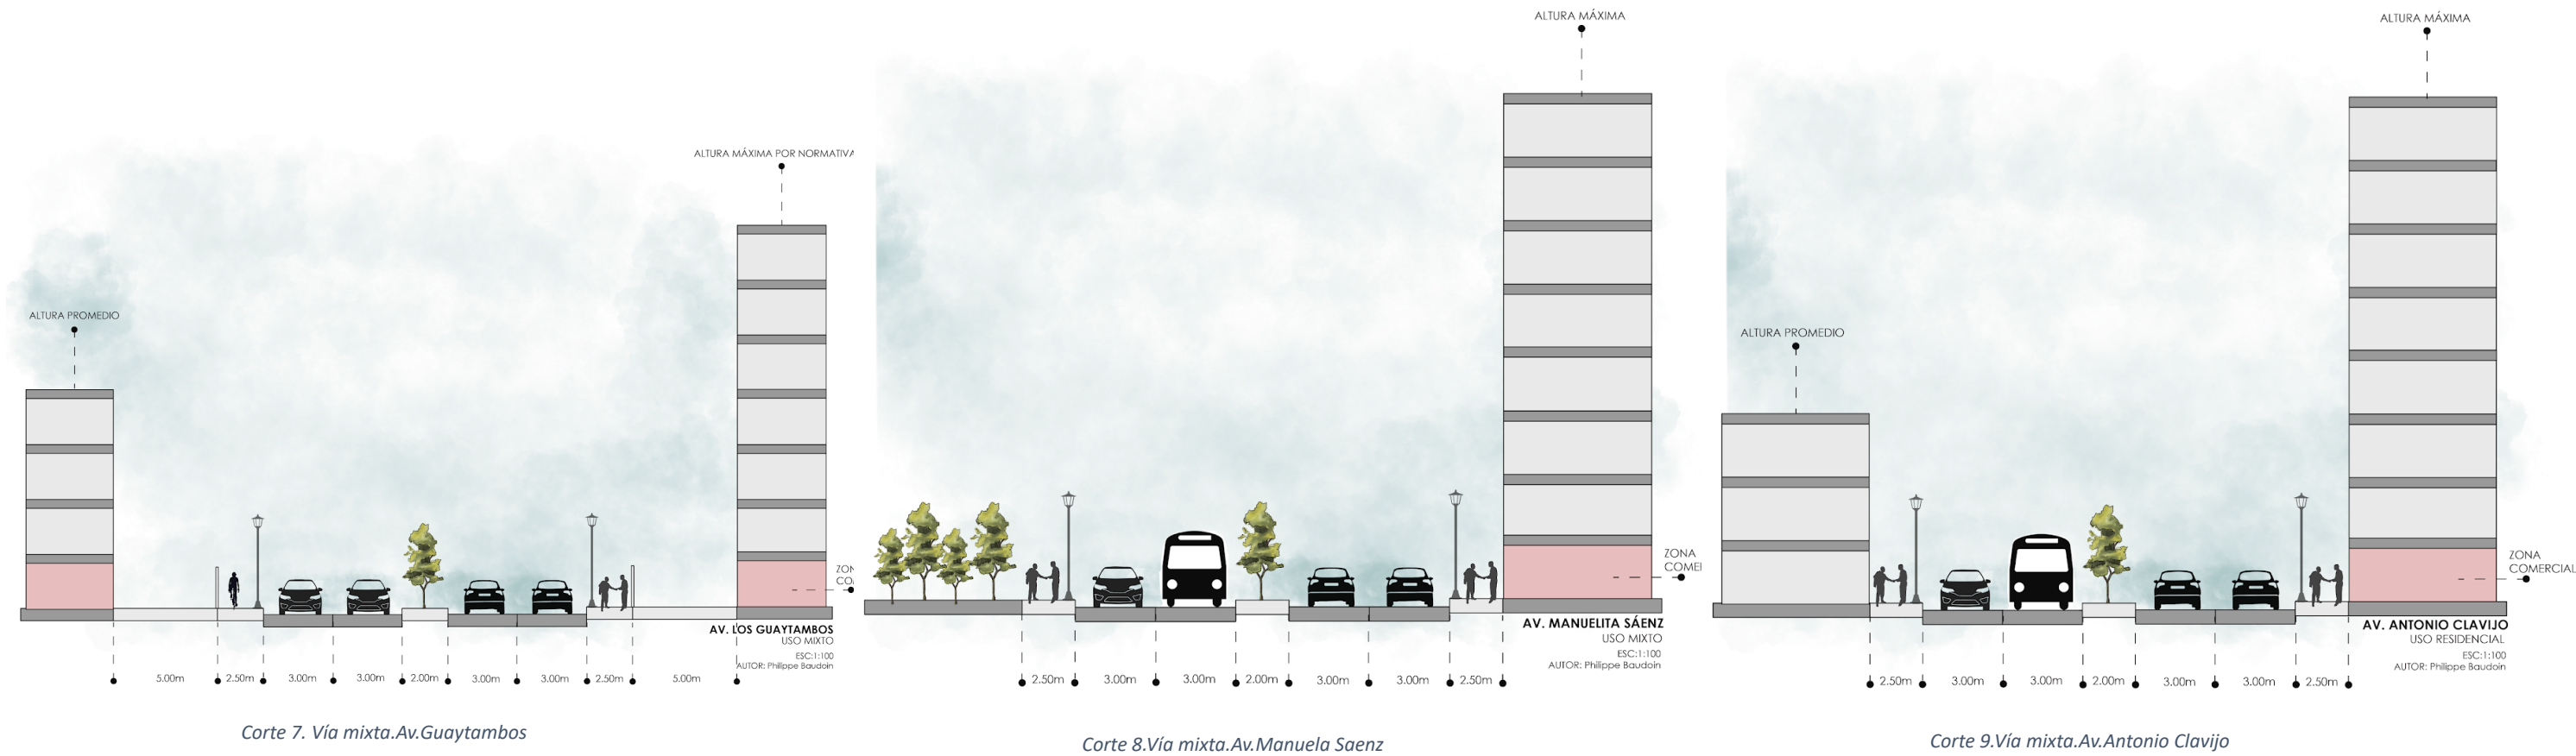 ALTURA MÁXIMA POR NORMATIVA
ALTURA PROMEDIO
ZON
CO
AV. LOS GUAYTAMBOS
USO MIXTO
ESC:1:100
AUTOR: Philippe Baudoin
5.00m 2.50m 3.00m 3.00m 2.00m 3.00m 3.00m 2.50m 5.00m
Corte 7. Vía mixta.Av.Guaytambos
ALTURA MÁXIMA
ZONA
COMEI
AV. MANUELITA SÁENZ
USO MIXTO
ESC:1:100
AUTOR: Philippe Baudoin
2.50m 3.00m 3.00m 2.00m 3.00m 3.00m 2.50m
Corte 8.Vía mixta.Av.Manuela Saenz
ALTURA MÁXIMA
ALTURA PROMEDIO
ZONA
COMERCIAL
AV. ANTONIO CLAVIJO
USO RESIDENCIAL
ESC:1:100
AUTOR: Philippe Baudoin
2.50m 3.00m 3.00m 2.00m 3.00m 3.00m 2.50m
Corte 9.Vía mixta.Av.Antonio Clavijo